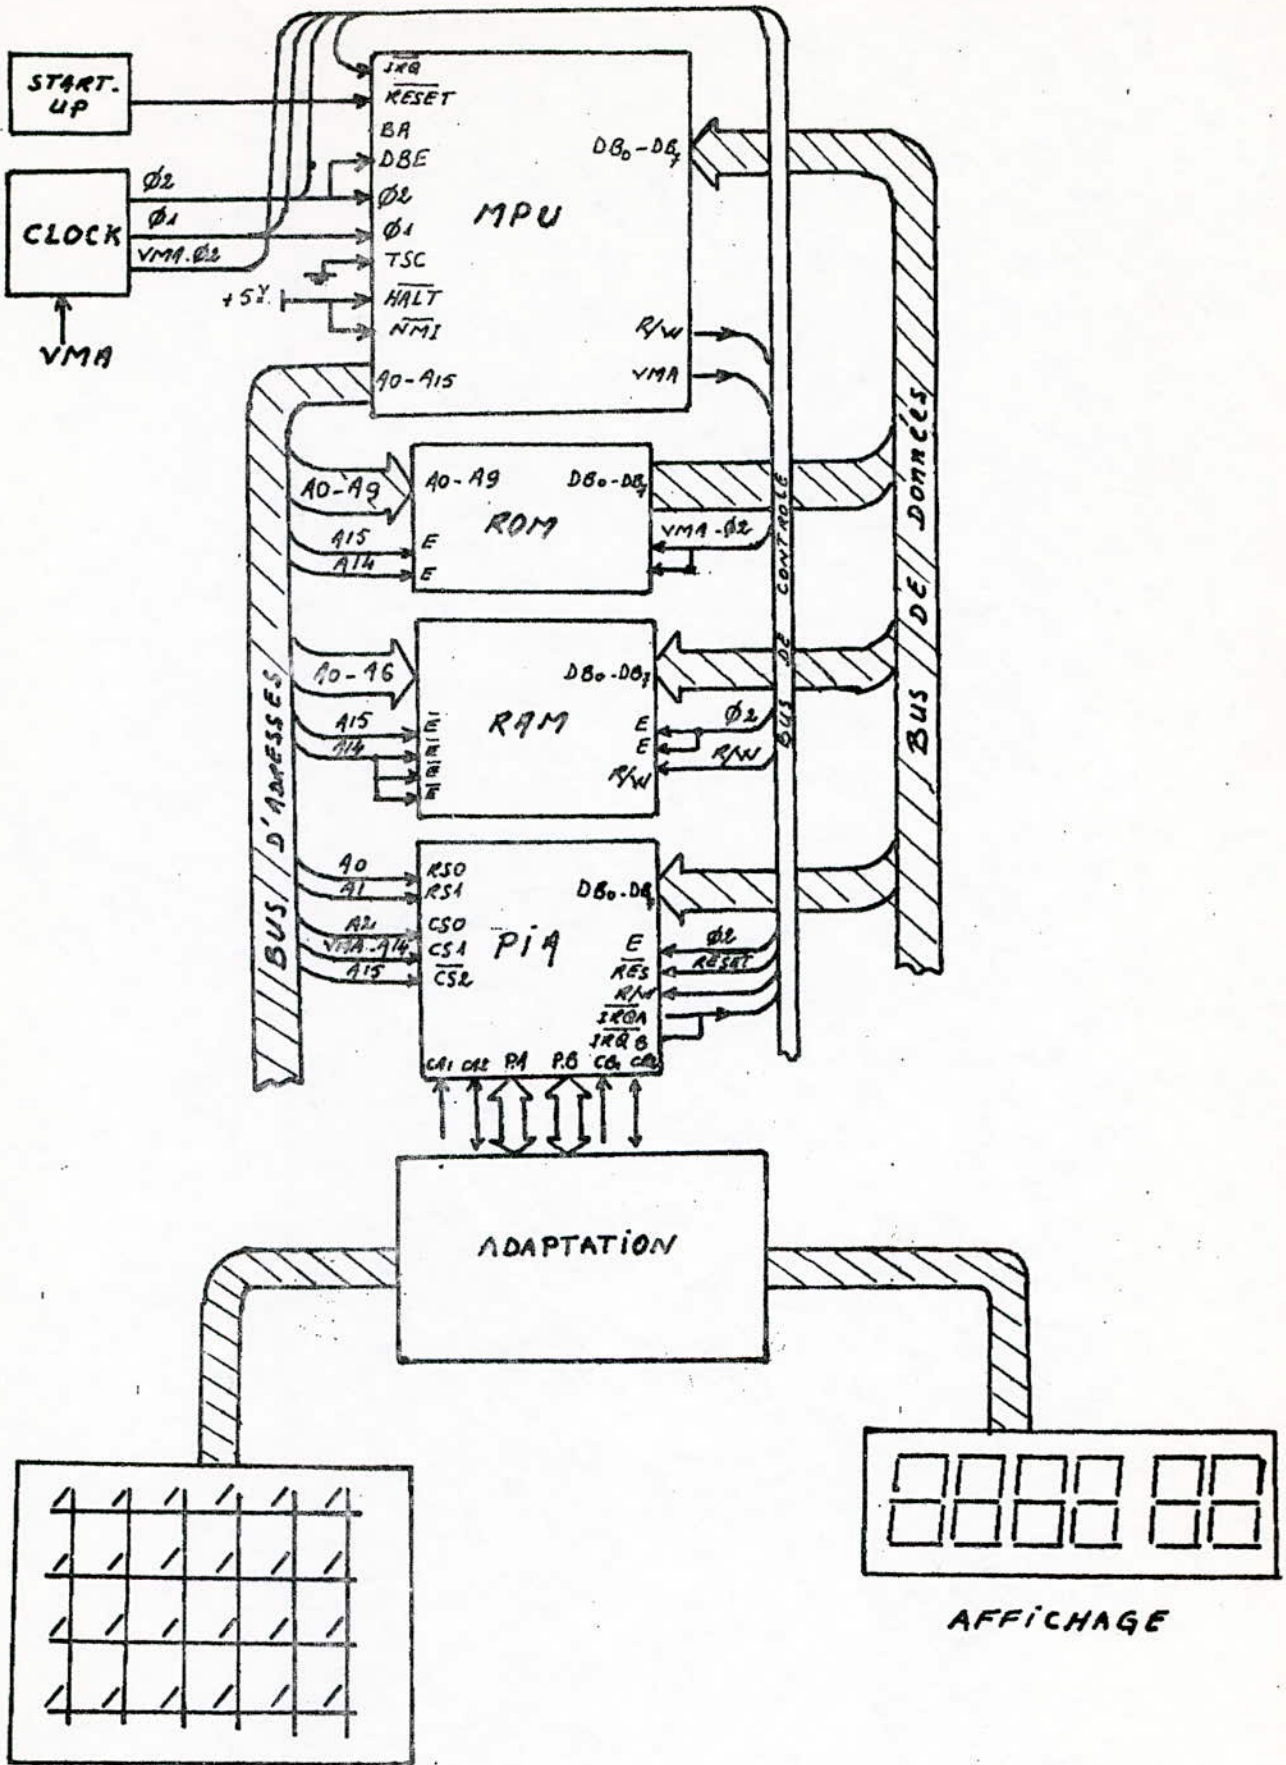 START-
UP
CLOCK
Ø2
Ø1
VMA.Ø2
VMA
+5V
IRQ
RESET
BA
DBE
Ø2
Ø1
TSC
HALT
NMI
A0-A15
MPU
DB0-DB7
R/W
VMA
A0-A9
A15
A14
A0-A9
DB0-DB7
ROM
E
E
VMA.Ø2
A0-A6
A15
A14
E
E
E
E
RAM
DB0-DB7
E
E
R/W
Ø2
R/W
A0
A1
A2
VMA.A14
A15
RS0
RS1
CS0
CS1
CS2
PiA
DB0-DB7
E
RES
R/W
IRQA
IRQB
Ø2
RESET
CA1 CA2 PA PB CB1 CB2
BUS D'ADRESSES
BUS DE CONTROLE
BUS DE DONNéES
ADAPTATiON
AFFiCHAGE